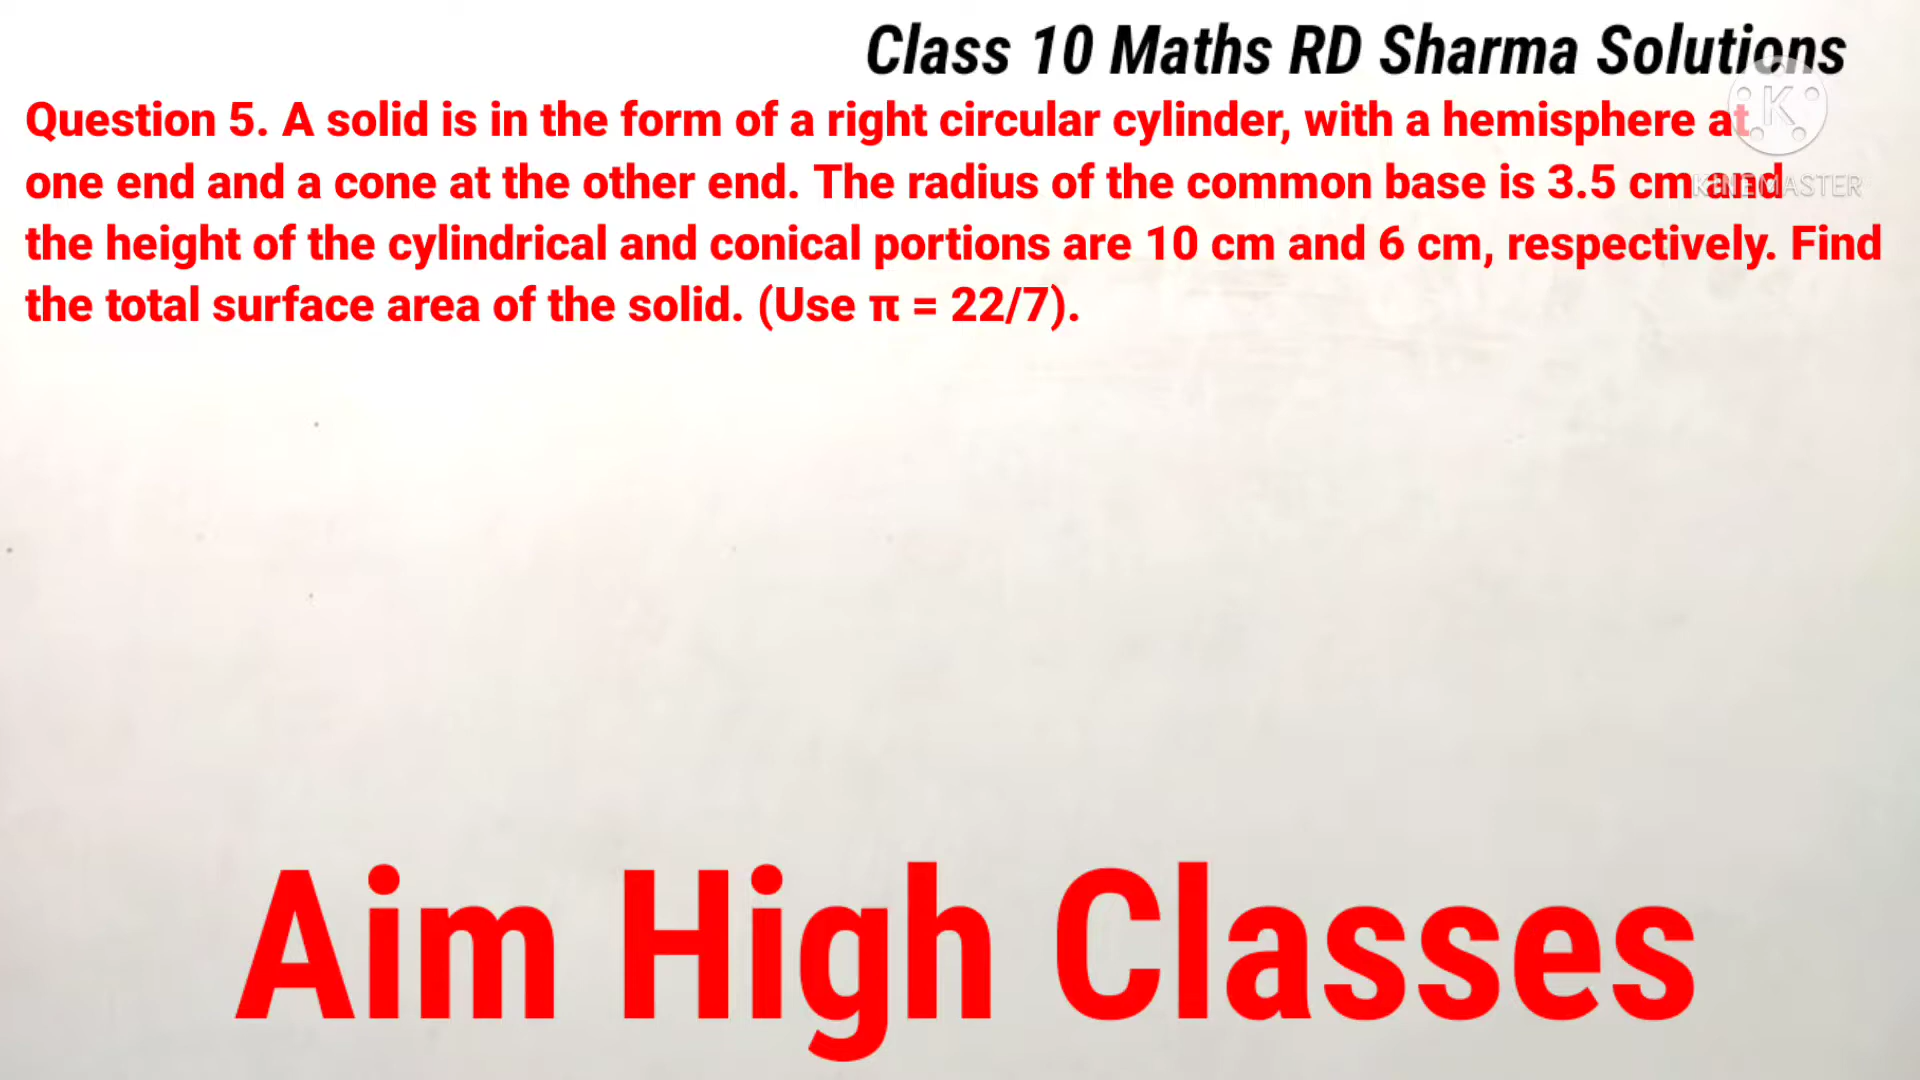 Class 10 Maths RD Sharma Solutions
Question 5. A solid is in the form of a right circular cylinder, with a hemisphere at
one end and a cone at the other end. The radius of the common base is 3.5 cm and
the height of the cylindrical and conical portions are 10 cm and 6 cm, respectively. Find
the total surface area of the solid. (Use π = 22/7).
K
KINEMASTER
Aim High Classes